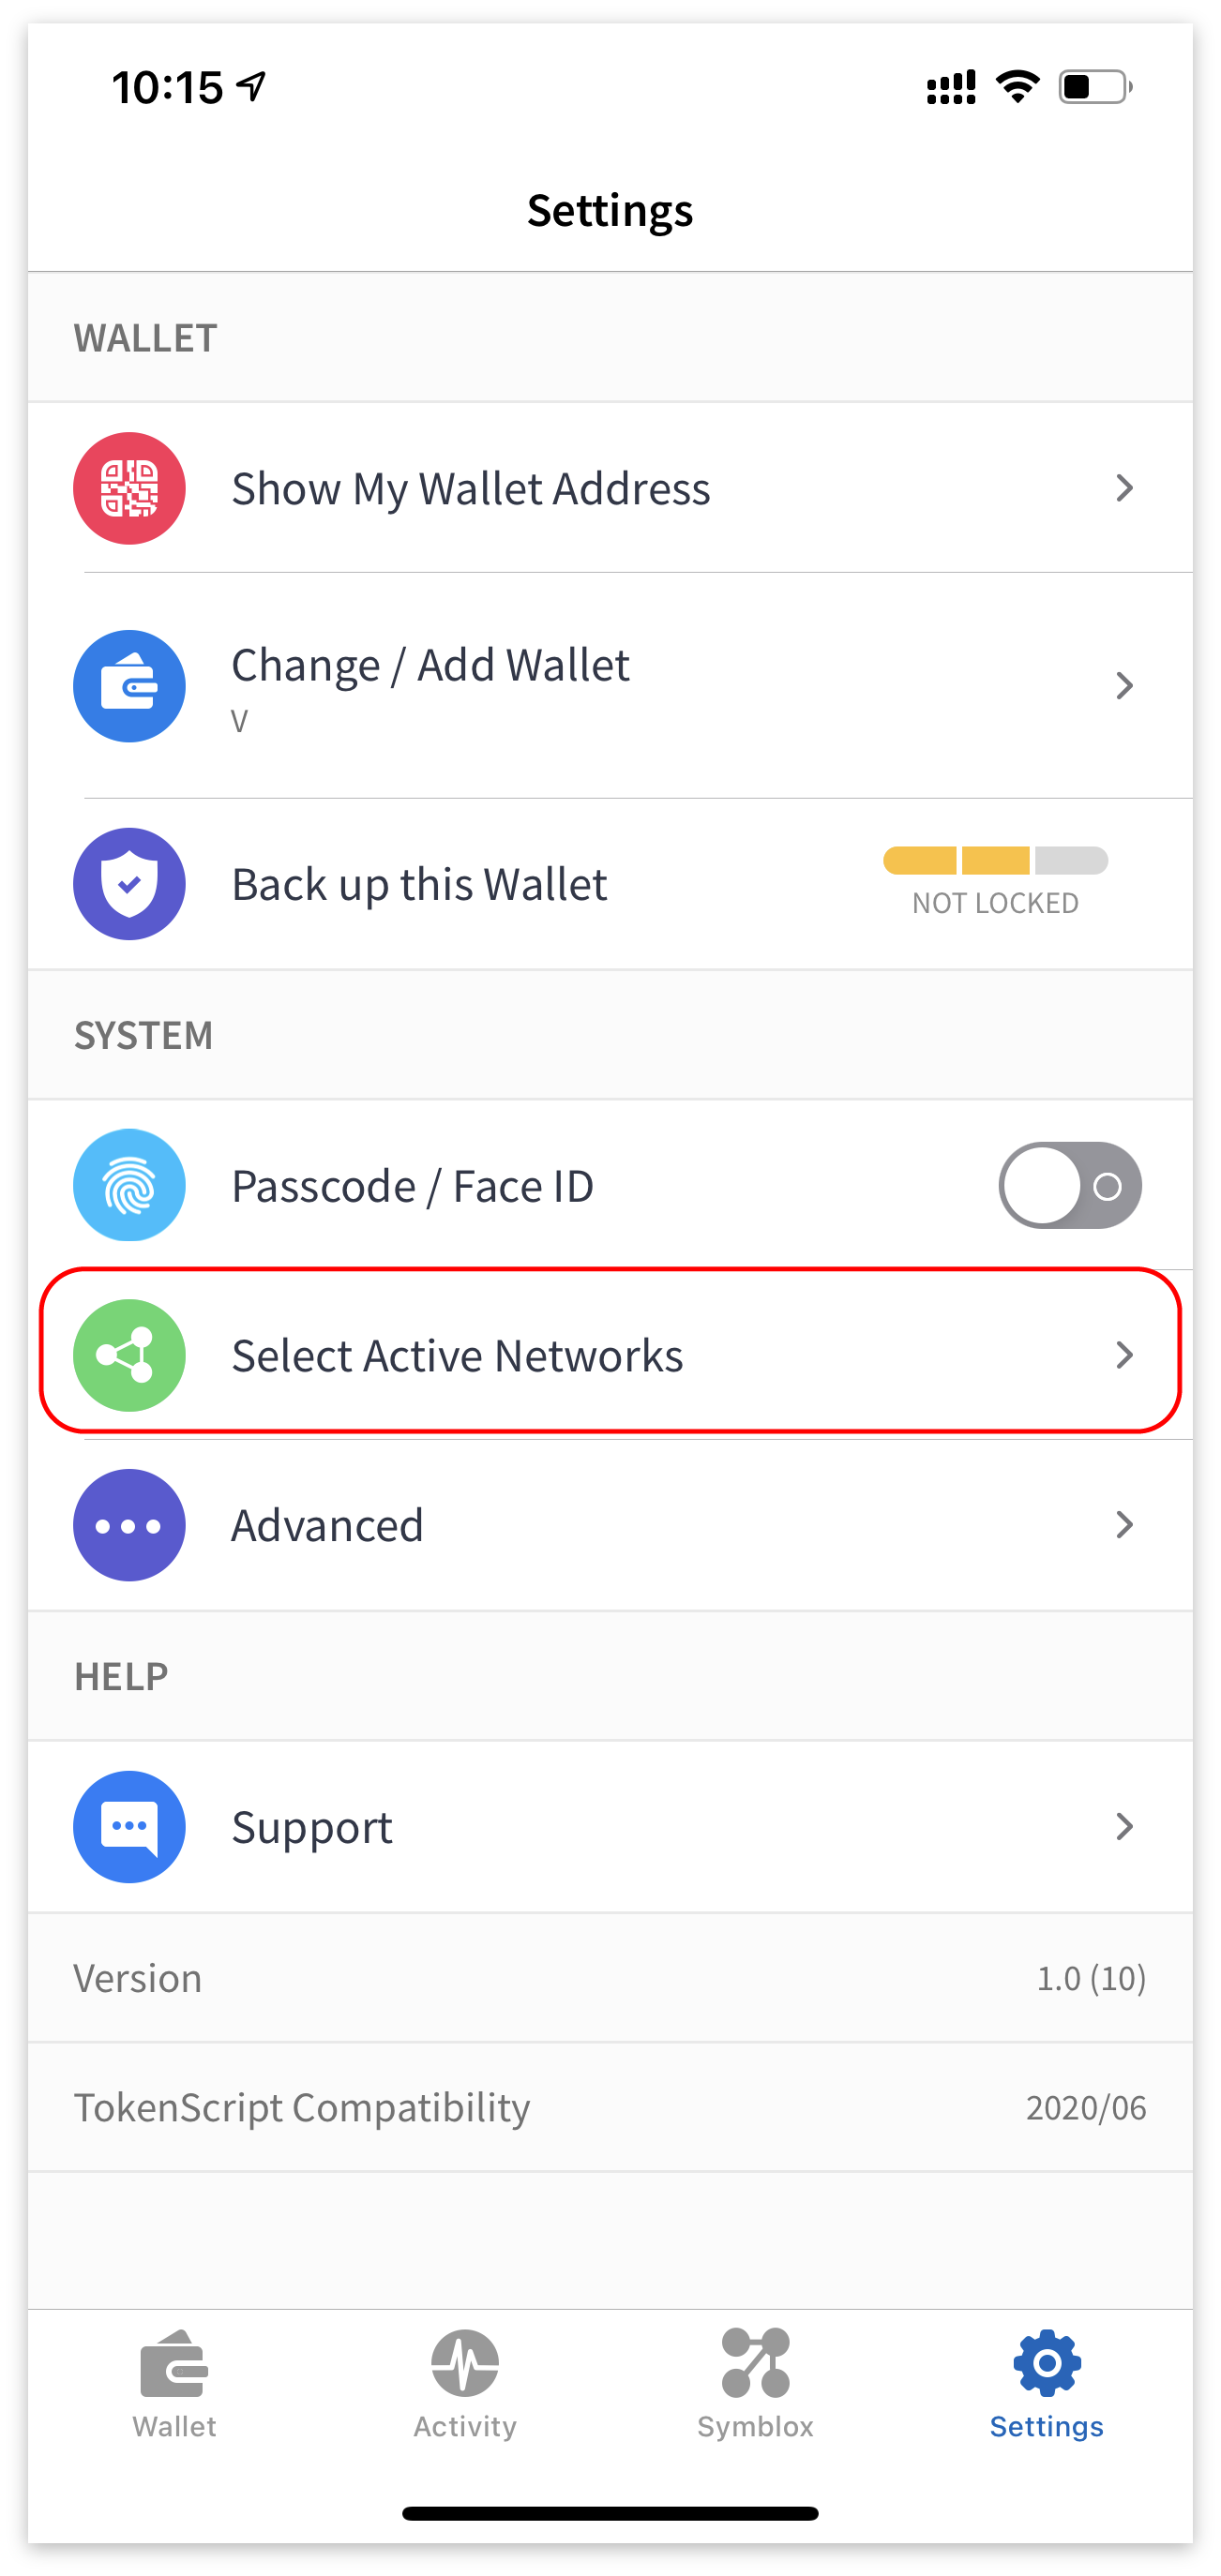 10:15
Settings
WALLET
Show My Wallet Address
Change / Add Wallet
V
Back up this Wallet
NOT LOCKED
SYSTEM
Passcode / Face ID
Select Active Networks
Advanced
HELP
Support
Version 1.0 (10)
TokenScript Compatibility 2020/06
Wallet Activity Symblox Settings